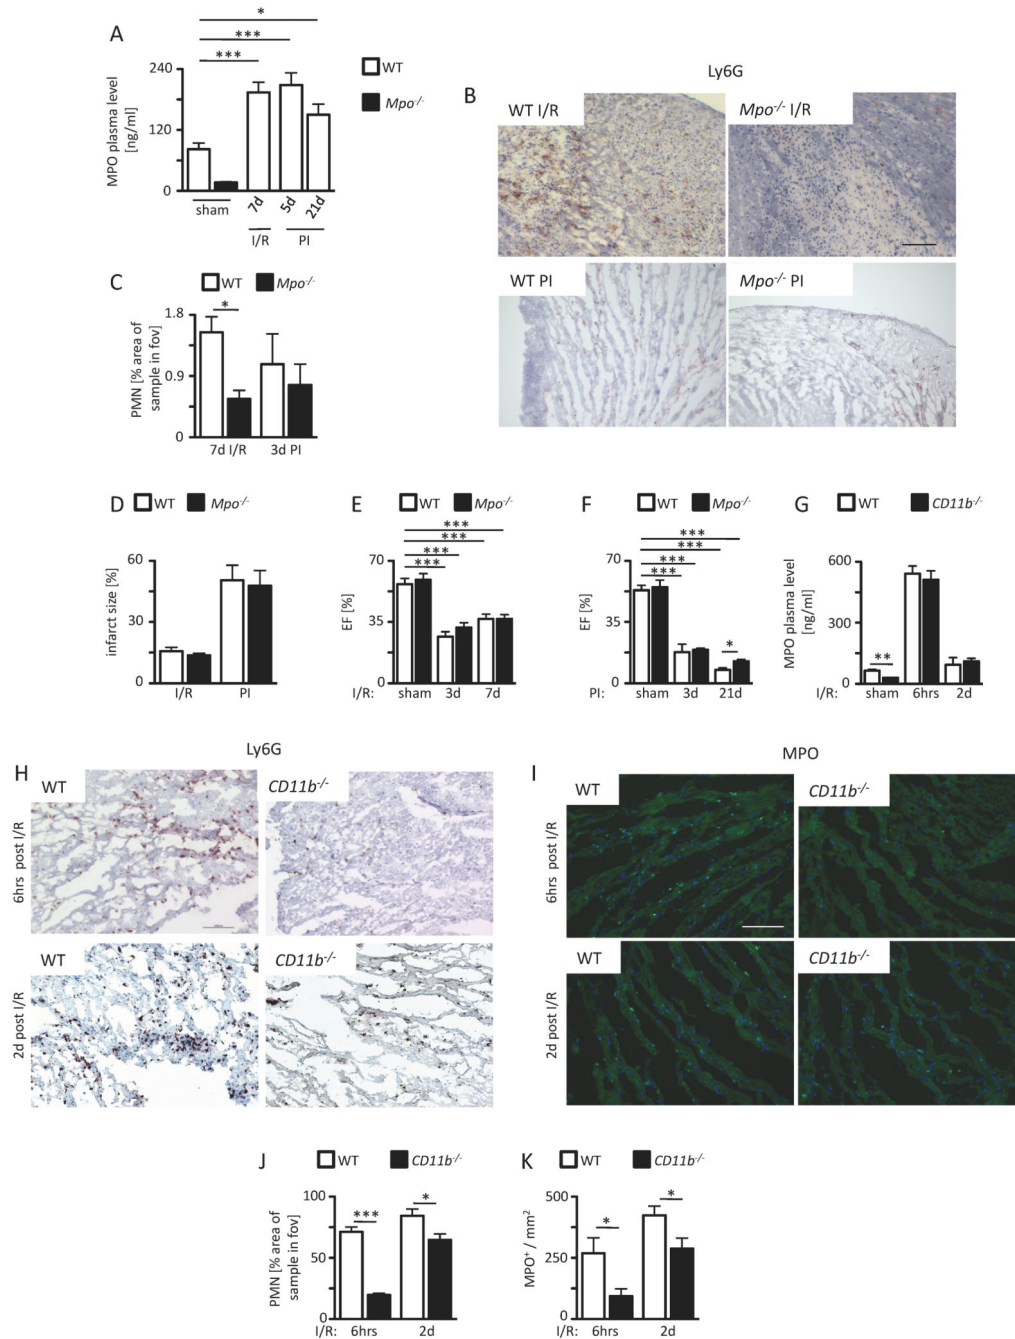 A
*
***
***
MPO plasma level
[ng/ml]
240
120
0
sham
7d
5d
21d
I/R
PI
WT
Mpo-/-
B
Ly6G
WT I/R
Mpo-/- I/R
WT PI
Mpo-/- PI
C
WT
Mpo-/-
PMN [% area of
sample in fov]
1.8
0.9
0
*
7d I/R
3d PI
D
WT
Mpo-/-
infarct size [%]
60
30
0
I/R
PI
E
WT
Mpo-/-
***
***
***
***
EF [%]
70
35
0
I/R:
sham
3d
7d
F
WT
Mpo-/-
***
***
***
***
EF [%]
70
35
0
*
PI:
sham
3d
21d
G
WT
CD11b-/-
MPO plasma level
[ng/ml]
600
300
0
**
I/R:
sham
6hrs
2d
H
Ly6G
6hrs post I/R
WT
CD11b-/-
2d post I/R
WT
CD11b-/-
I
MPO
6hrs post I/R
WT
CD11b-/-
2d post I/R
WT
CD11b-/-
J
WT
CD11b-/-
PMN [% area of
sample in fov]
100
50
0
***
*
I/R:
6hrs
2d
K
WT
CD11b-/-
MPO+ / mm2
500
250
0
*
*
I/R:
6hrs
2d